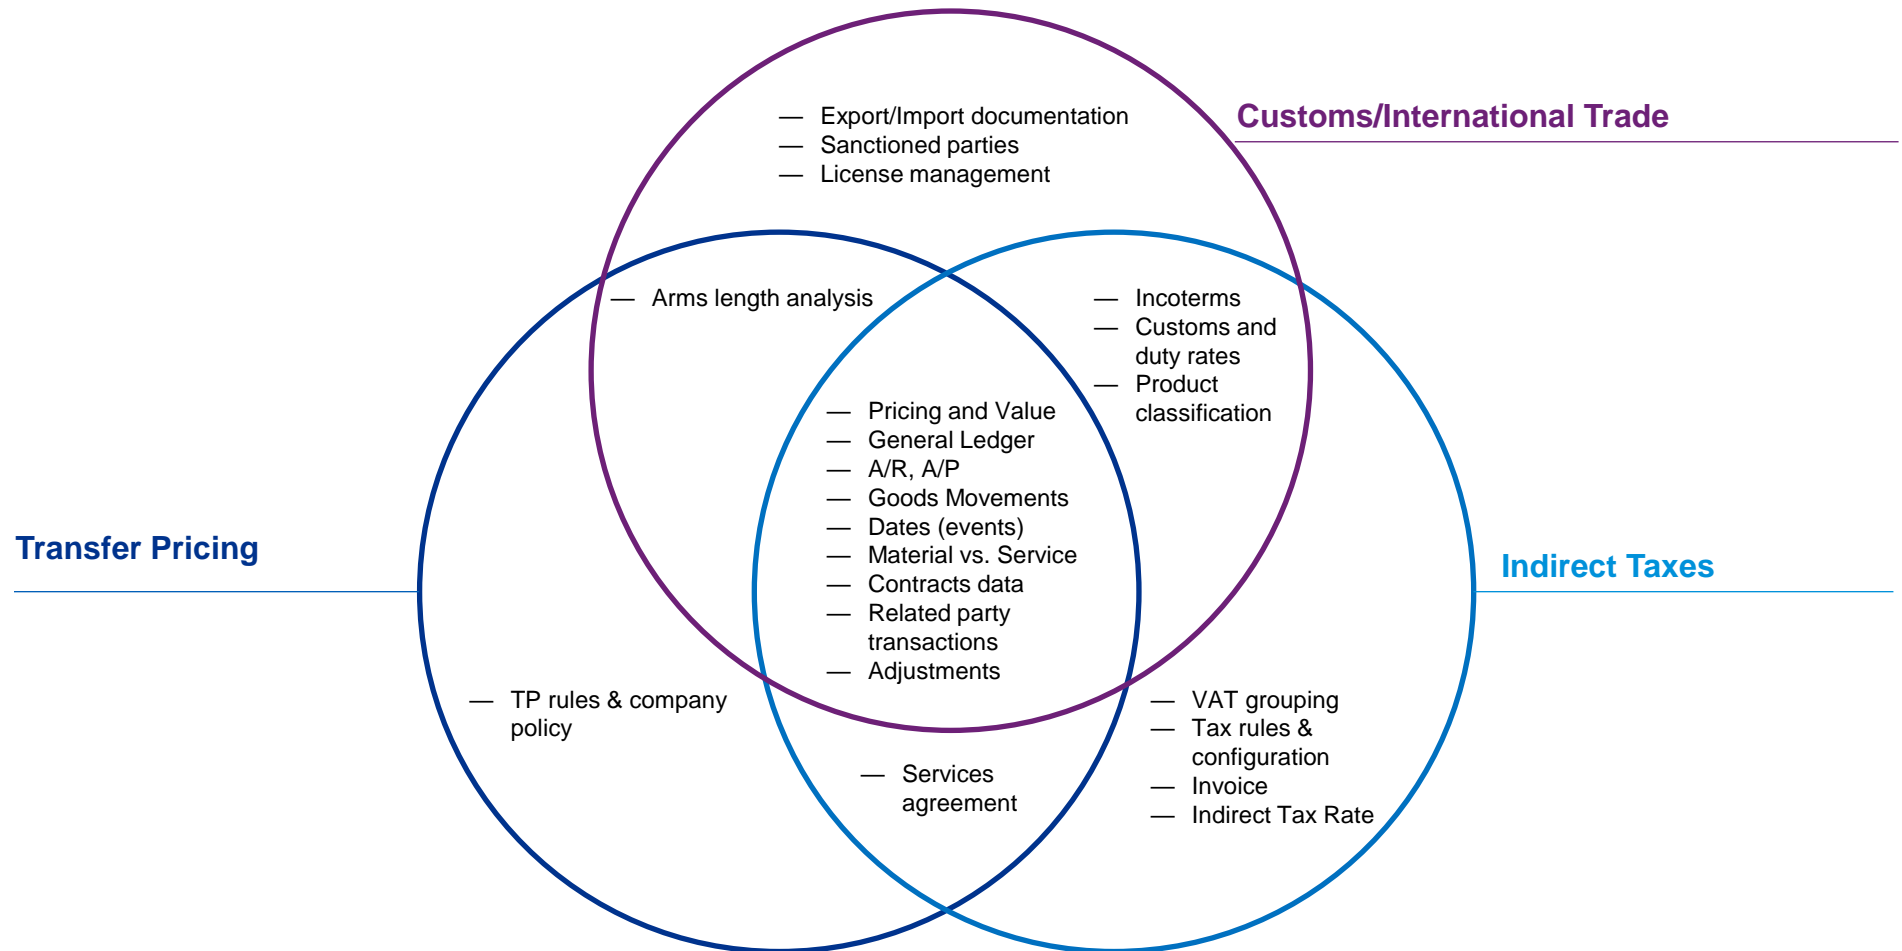 — Export/Import documentation
— Sanctioned parties
— License management
Customs/International Trade
— Arms length analysis
— Incoterms
— Customs and
duty rates
— Product
classification
— Pricing and Value
— General Ledger
— A/R, A/P
— Goods Movements
— Dates (events)
— Material vs. Service
— Contracts data
— Related party
transactions
— Adjustments
Transfer Pricing
Indirect Taxes
— TP rules & company
policy
— Services
agreement
— VAT grouping
— Tax rules &
configuration
— Invoice
— Indirect Tax Rate